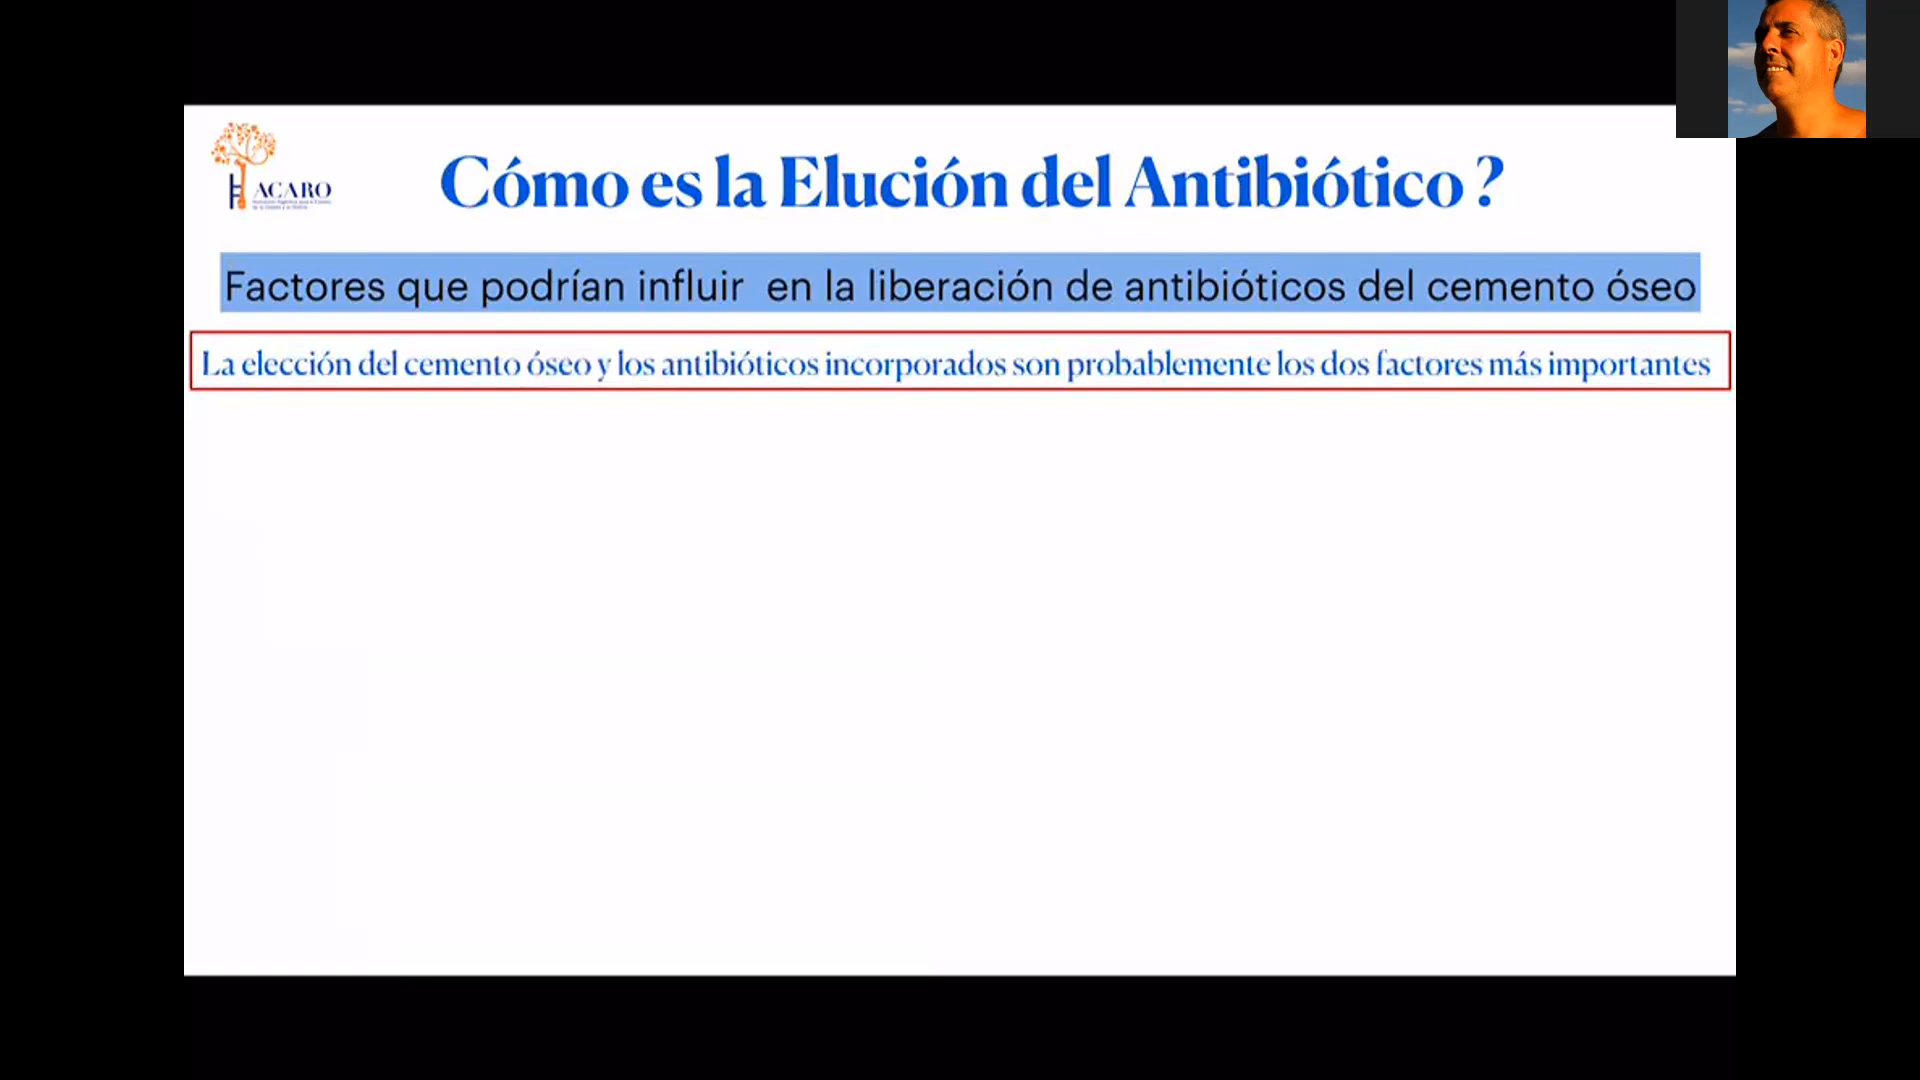 ACARO
Cómo es la Elución del Antibiótico ?
Factores que podrían influir en la liberación de antibióticos del cemento óseo
La elección del cemento óseo y los antibióticos incorporados son probablemente los dos factores más importantes